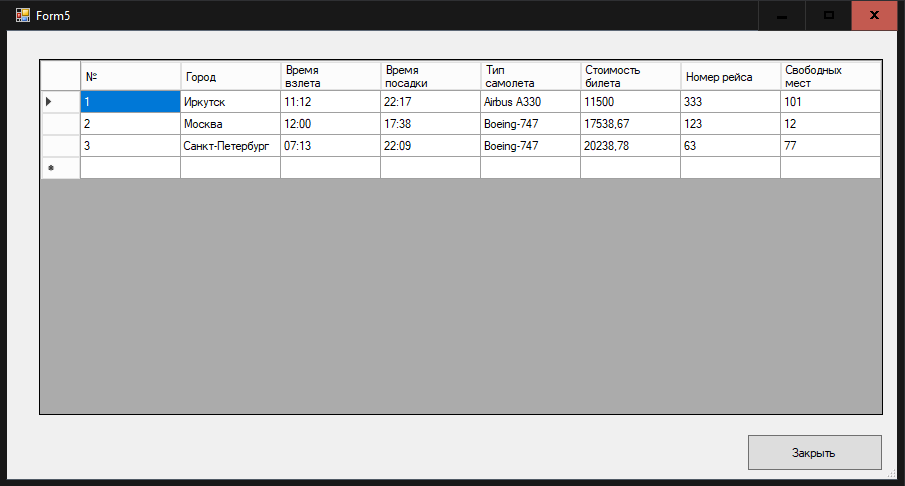 Form5
№ Город Время взлета Время посадки Тип самолета Стоимость билета Номер рейса Свободных мест
1 Иркутск 11:12 22:17 Airbus A330 11500 333 101
2 Москва 12:00 17:38 Boeing-747 17538,67 123 12
3 Санкт-Петербург 07:13 22:09 Boeing-747 20238,78 63 77
Закрыть